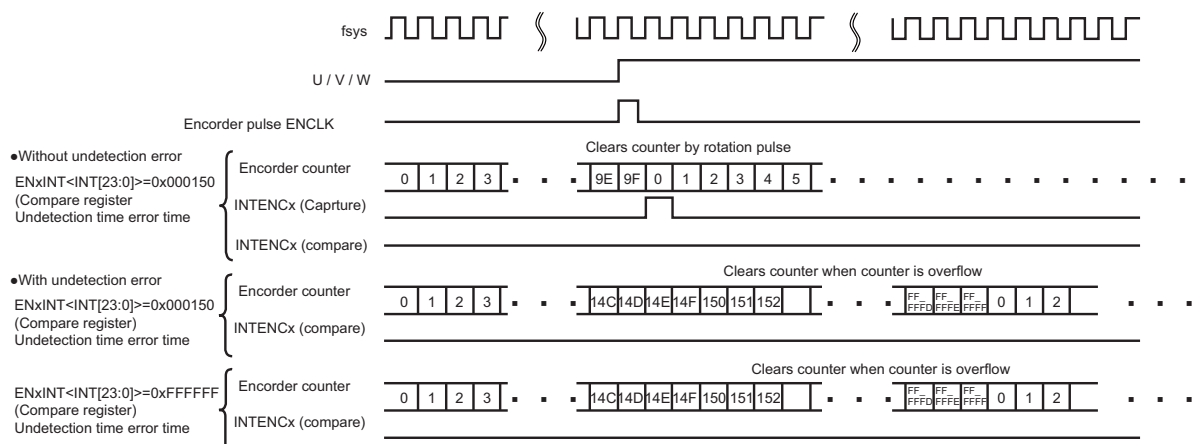 fsys
U / V / W
Encorder pulse ENCLK
●Without undetection error
ENxINT<INT[23:0]>=0x000150
(Compare register
Undetection time error time
Clears counter by rotation pulse
Encorder counter
0 1 2 3 9E 9F 0 1 2 3 4 5
INTENCx (Caprture)
INTENCx (compare)
●With undetection error
ENxINT<INT[23:0]>=0x000150
(Compare register)
Undetection time error time
Clears counter when counter is overflow
Encorder counter
0 1 2 3 14C 14D 14E 14F 150 151 152 FF_FFFD FF_FFFE FF_FFFF 0 1 2
INTENCx (compare)
ENxINT<INT[23:0]>=0xFFFFFF
(Compare register)
Undetection time error time
Clears counter when counter is overflow
Encorder counter
0 1 2 3 14C 14D 14E 14F 150 151 152 FF_FFFD FF_FFFE FF_FFFF 0 1 2
INTENCx (compare)